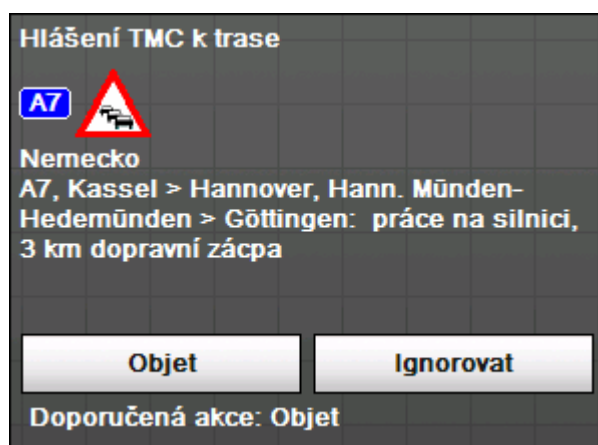 Hlášení TMC k trase
A7
Nemecko
A7, Kassel > Hannover, Hann. Münden-
Hedemünden > Göttingen: práce na silnici,
3 km dopravní zácpa
Objet
Ignorovat
Doporučená akce: Objet